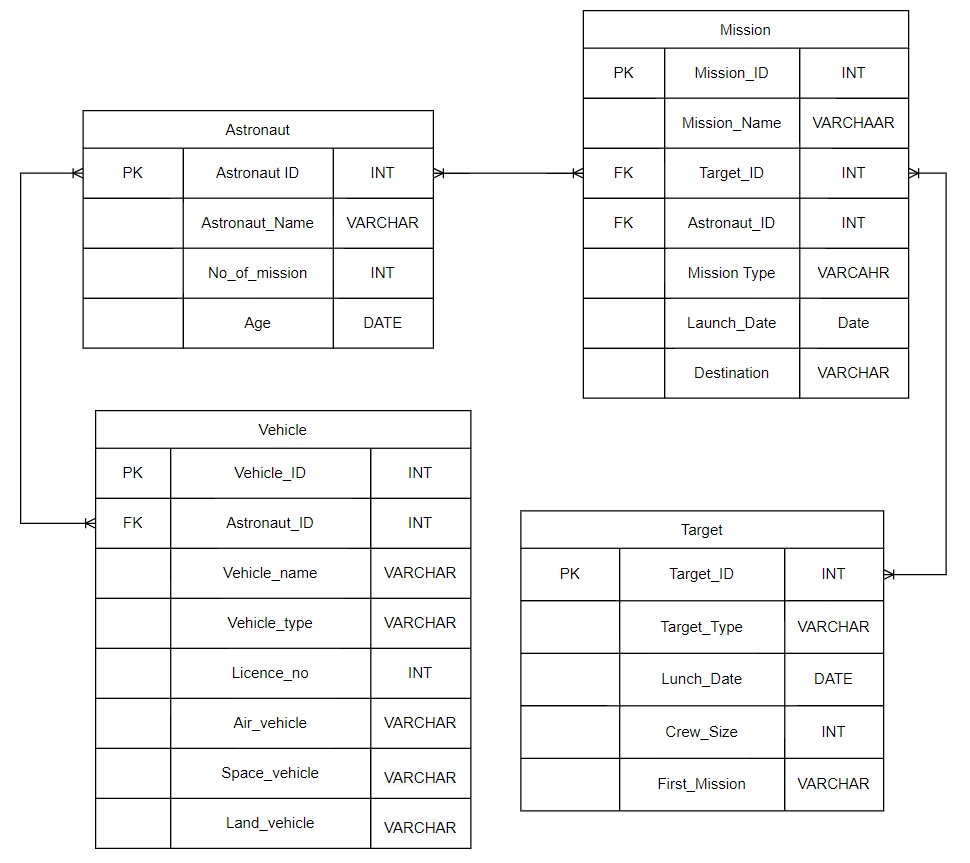 Mission
PK Mission_ID INT
Mission_Name VARCHAAR
FK Target_ID INT
FK Astronaut_ID INT
Mission Type VARCAHR
Launch_Date Date
Destination VARCHAR
Astronaut
PK Astronaut ID INT
Astronaut_Name VARCHAR
No_of_mission INT
Age DATE
Vehicle
PK Vehicle_ID INT
FK Astronaut_ID INT
Vehicle_name VARCHAR
Vehicle_type VARCHAR
Licence_no INT
Air_vehicle VARCHAR
Space_vehicle VARCHAR
Land_vehicle VARCHAR
Target
PK Target_ID INT
Target_Type VARCHAR
Lunch_Date DATE
Crew_Size INT
First_Mission VARCHAR